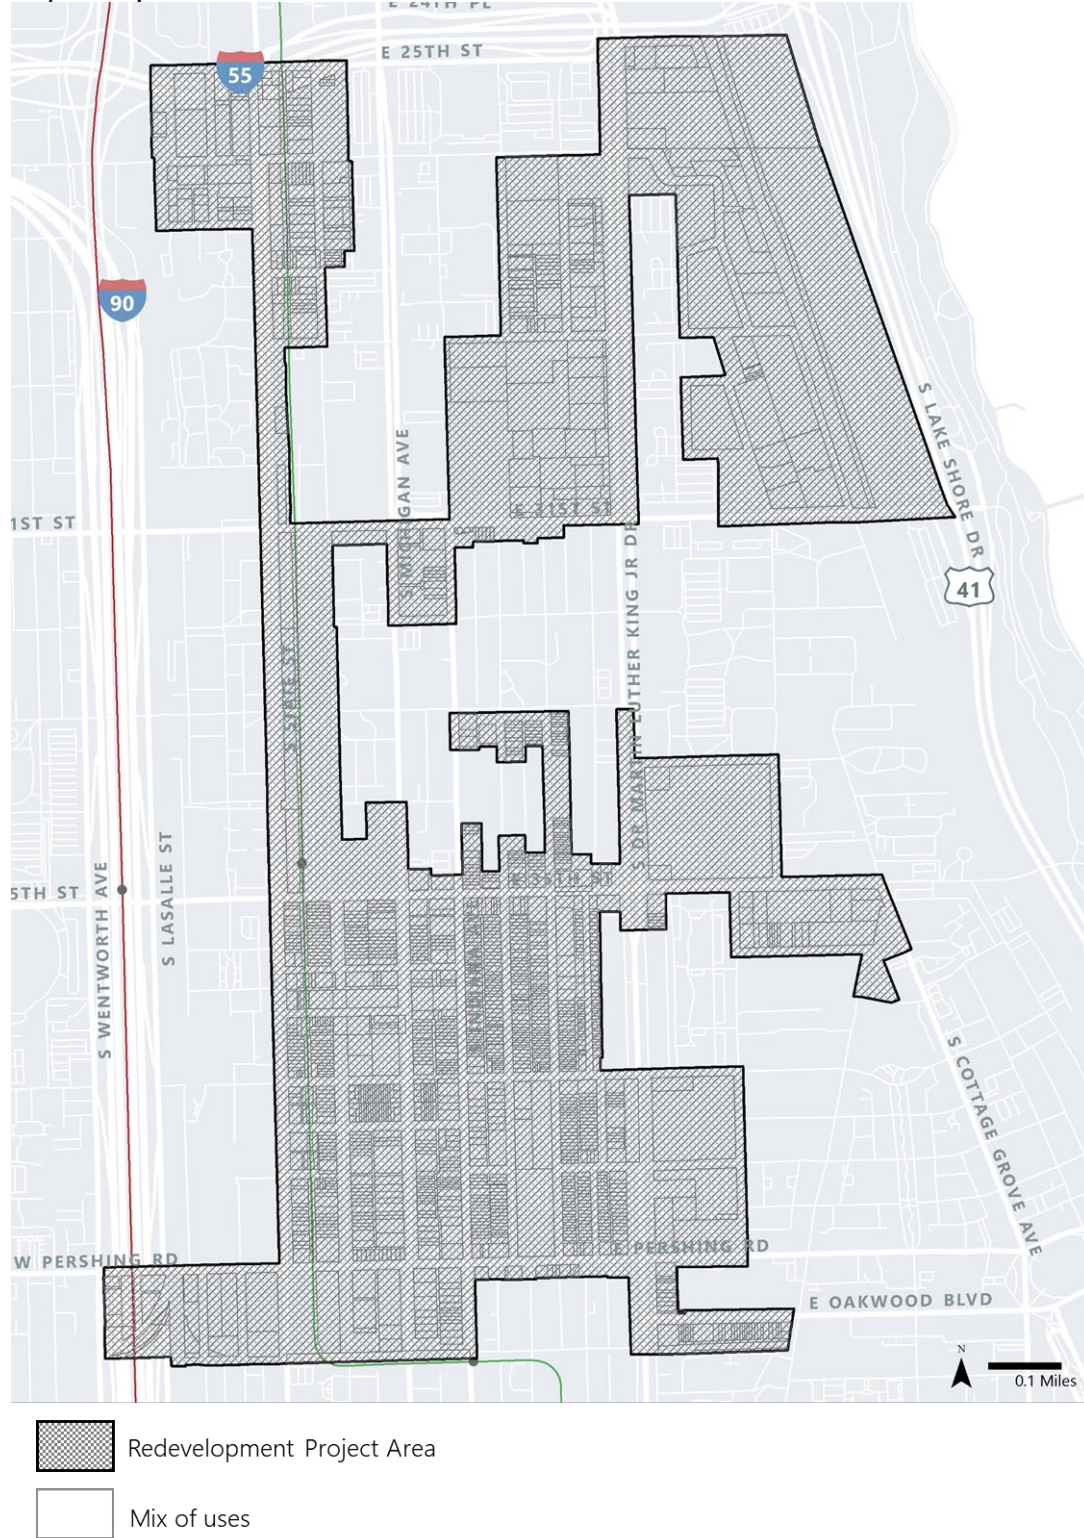 E 24TH PL
E 25TH ST
55
90
S MICHIGAN AVE
S LAKE SHORE DR
1ST ST
E 31ST ST
41
S DR MARTIN LUTHER KING JR DR
S STATE ST
S LASALLE ST
S WENTWORTH AVE
5TH ST
E 35TH ST
S INDIANA AVE
S COTTAGE GROVE AVE
W PERSHING RD
E PERSHING RD
E OAKWOOD BLVD
N
0.1 Miles
Redevelopment Project Area
Mix of uses